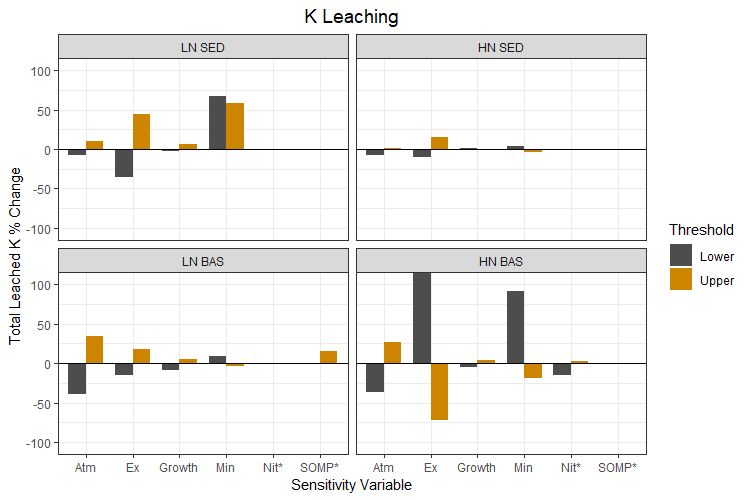 K Leaching
LN SED
HN SED
100
50
0
-50
-100
LN BAS
HN BAS
100
50
0
-50
-100
Total Leached K % Change
Atm Ex Growth Min Nit* SOMP*
Atm Ex Growth Min Nit* SOMP*
Sensitivity Variable
Threshold
Lower
Upper